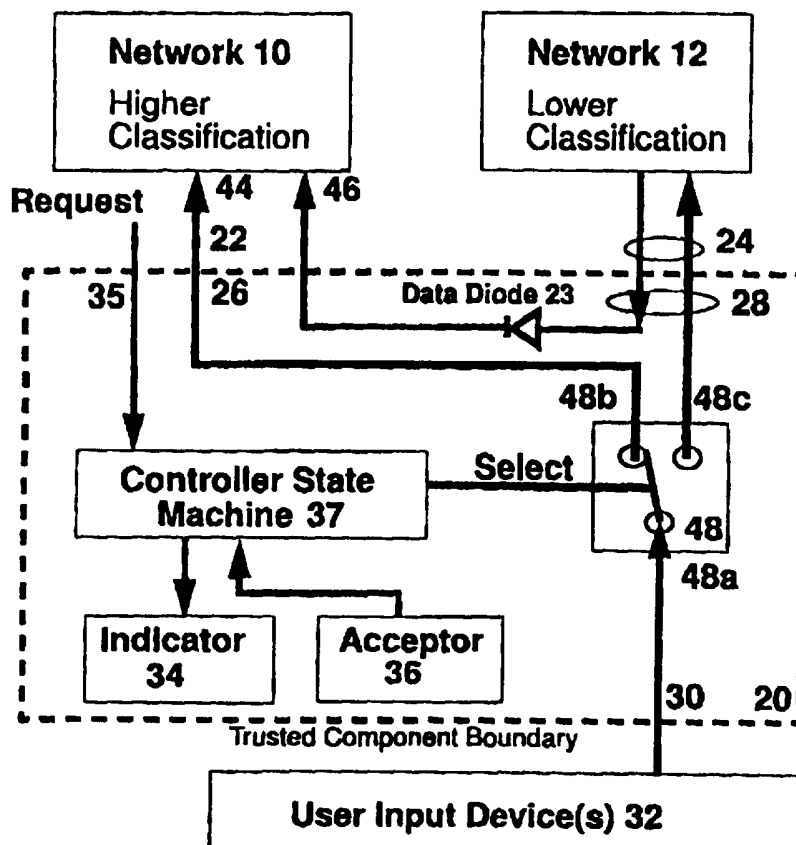 Network 10
Higher
Classification
Network 12
Lower
Classification
Request
44
46
22
24
35
26
Data Diode 23
28
48b
48c
Controller State
Machine 37
Select
48
48a
Indicator
34
Acceptor
36
30
20
Trusted Component Boundary
User Input Device(s) 32